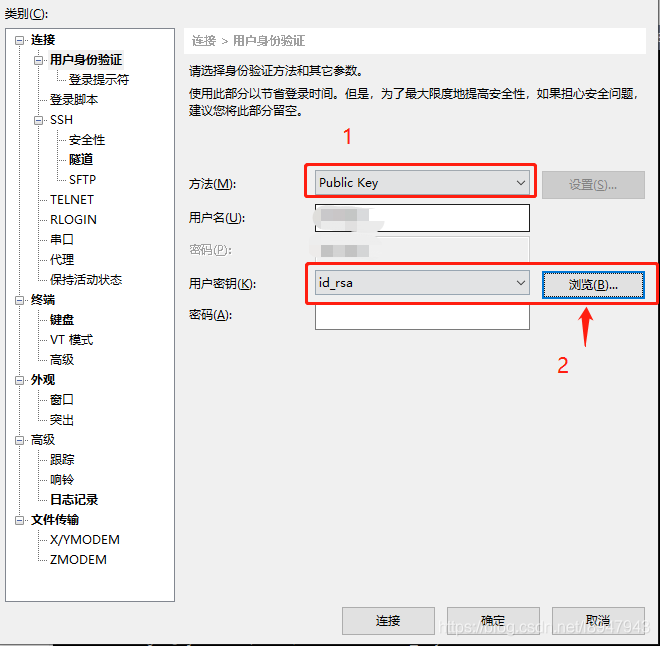 类别(C):
连接
用户身份验证
登录提示符
登录脚本
SSH
安全性
隧道
SFTP
TELNET
RLOGIN
串口
代理
保持活动状态
终端
键盘
VT 模式
高级
外观
窗口
突出
高级
跟踪
响铃
日志记录
文件传输
X/YMODEM
ZMODEM
连接 > 用户身份验证
请选择身份验证方法和其它参数。
使用此部分以节省登录时间。但是，为了最大限度地提高安全性，如果担心安全问题，
建议您将此部分留空。
1
方法(M):
Public Key
设置(S)...
用户名(U):
密码(P):
用户密钥(K):
id_rsa
浏览(B)...
密码(A):
2
连接
确定
取消